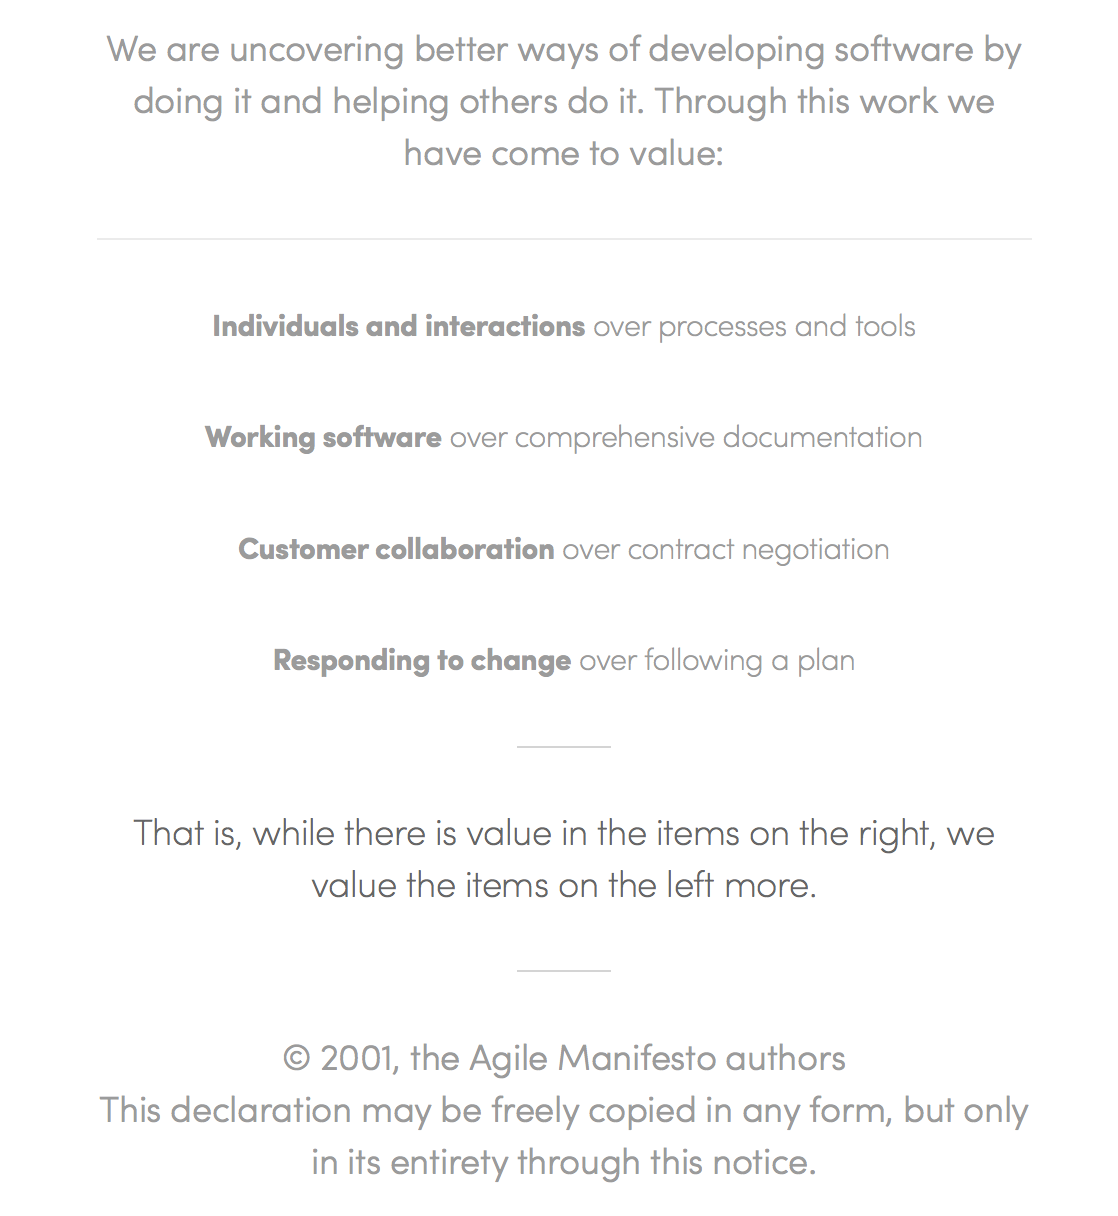 We are uncovering better ways of developing software by
doing it and helping others do it. Through this work we
have come to value:
Individuals and interactions over processes and tools
Working software over comprehensive documentation
Customer collaboration over contract negotiation
Responding to change over following a plan
That is, while there is value in the items on the right, we
value the items on the left more.
© 2001, the Agile Manifesto authors
This declaration may be freely copied in any form, but only
in its entirety through this notice.